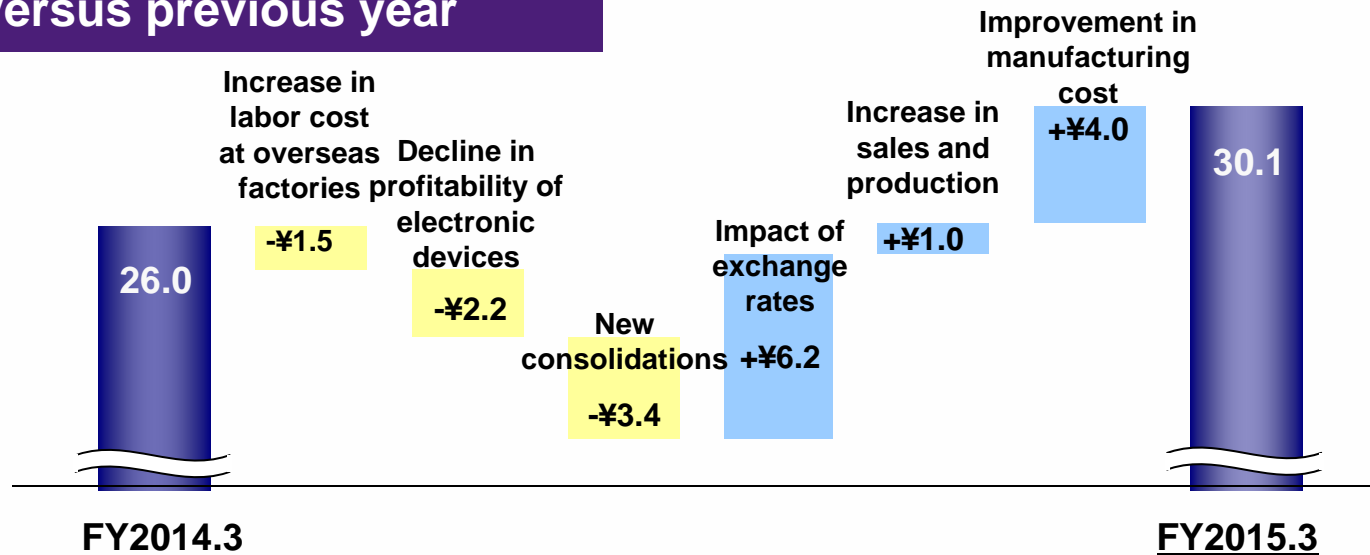 versus previous year
26.0
Increase in
labor cost
at overseas
factories
-¥1.5
Decline in
profitability of
electronic
devices
-¥2.2
New
consolidations
-¥3.4
Impact of
exchange
rates
+¥6.2
Increase in
sales and
production
+¥1.0
Improvement in
manufacturing
cost
+¥4.0
30.1
FY2014.3
FY2015.3